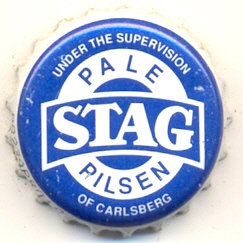 UNDER THE SUPERVISION
PALE
STAG
PILSEN
OF CARLSBERG